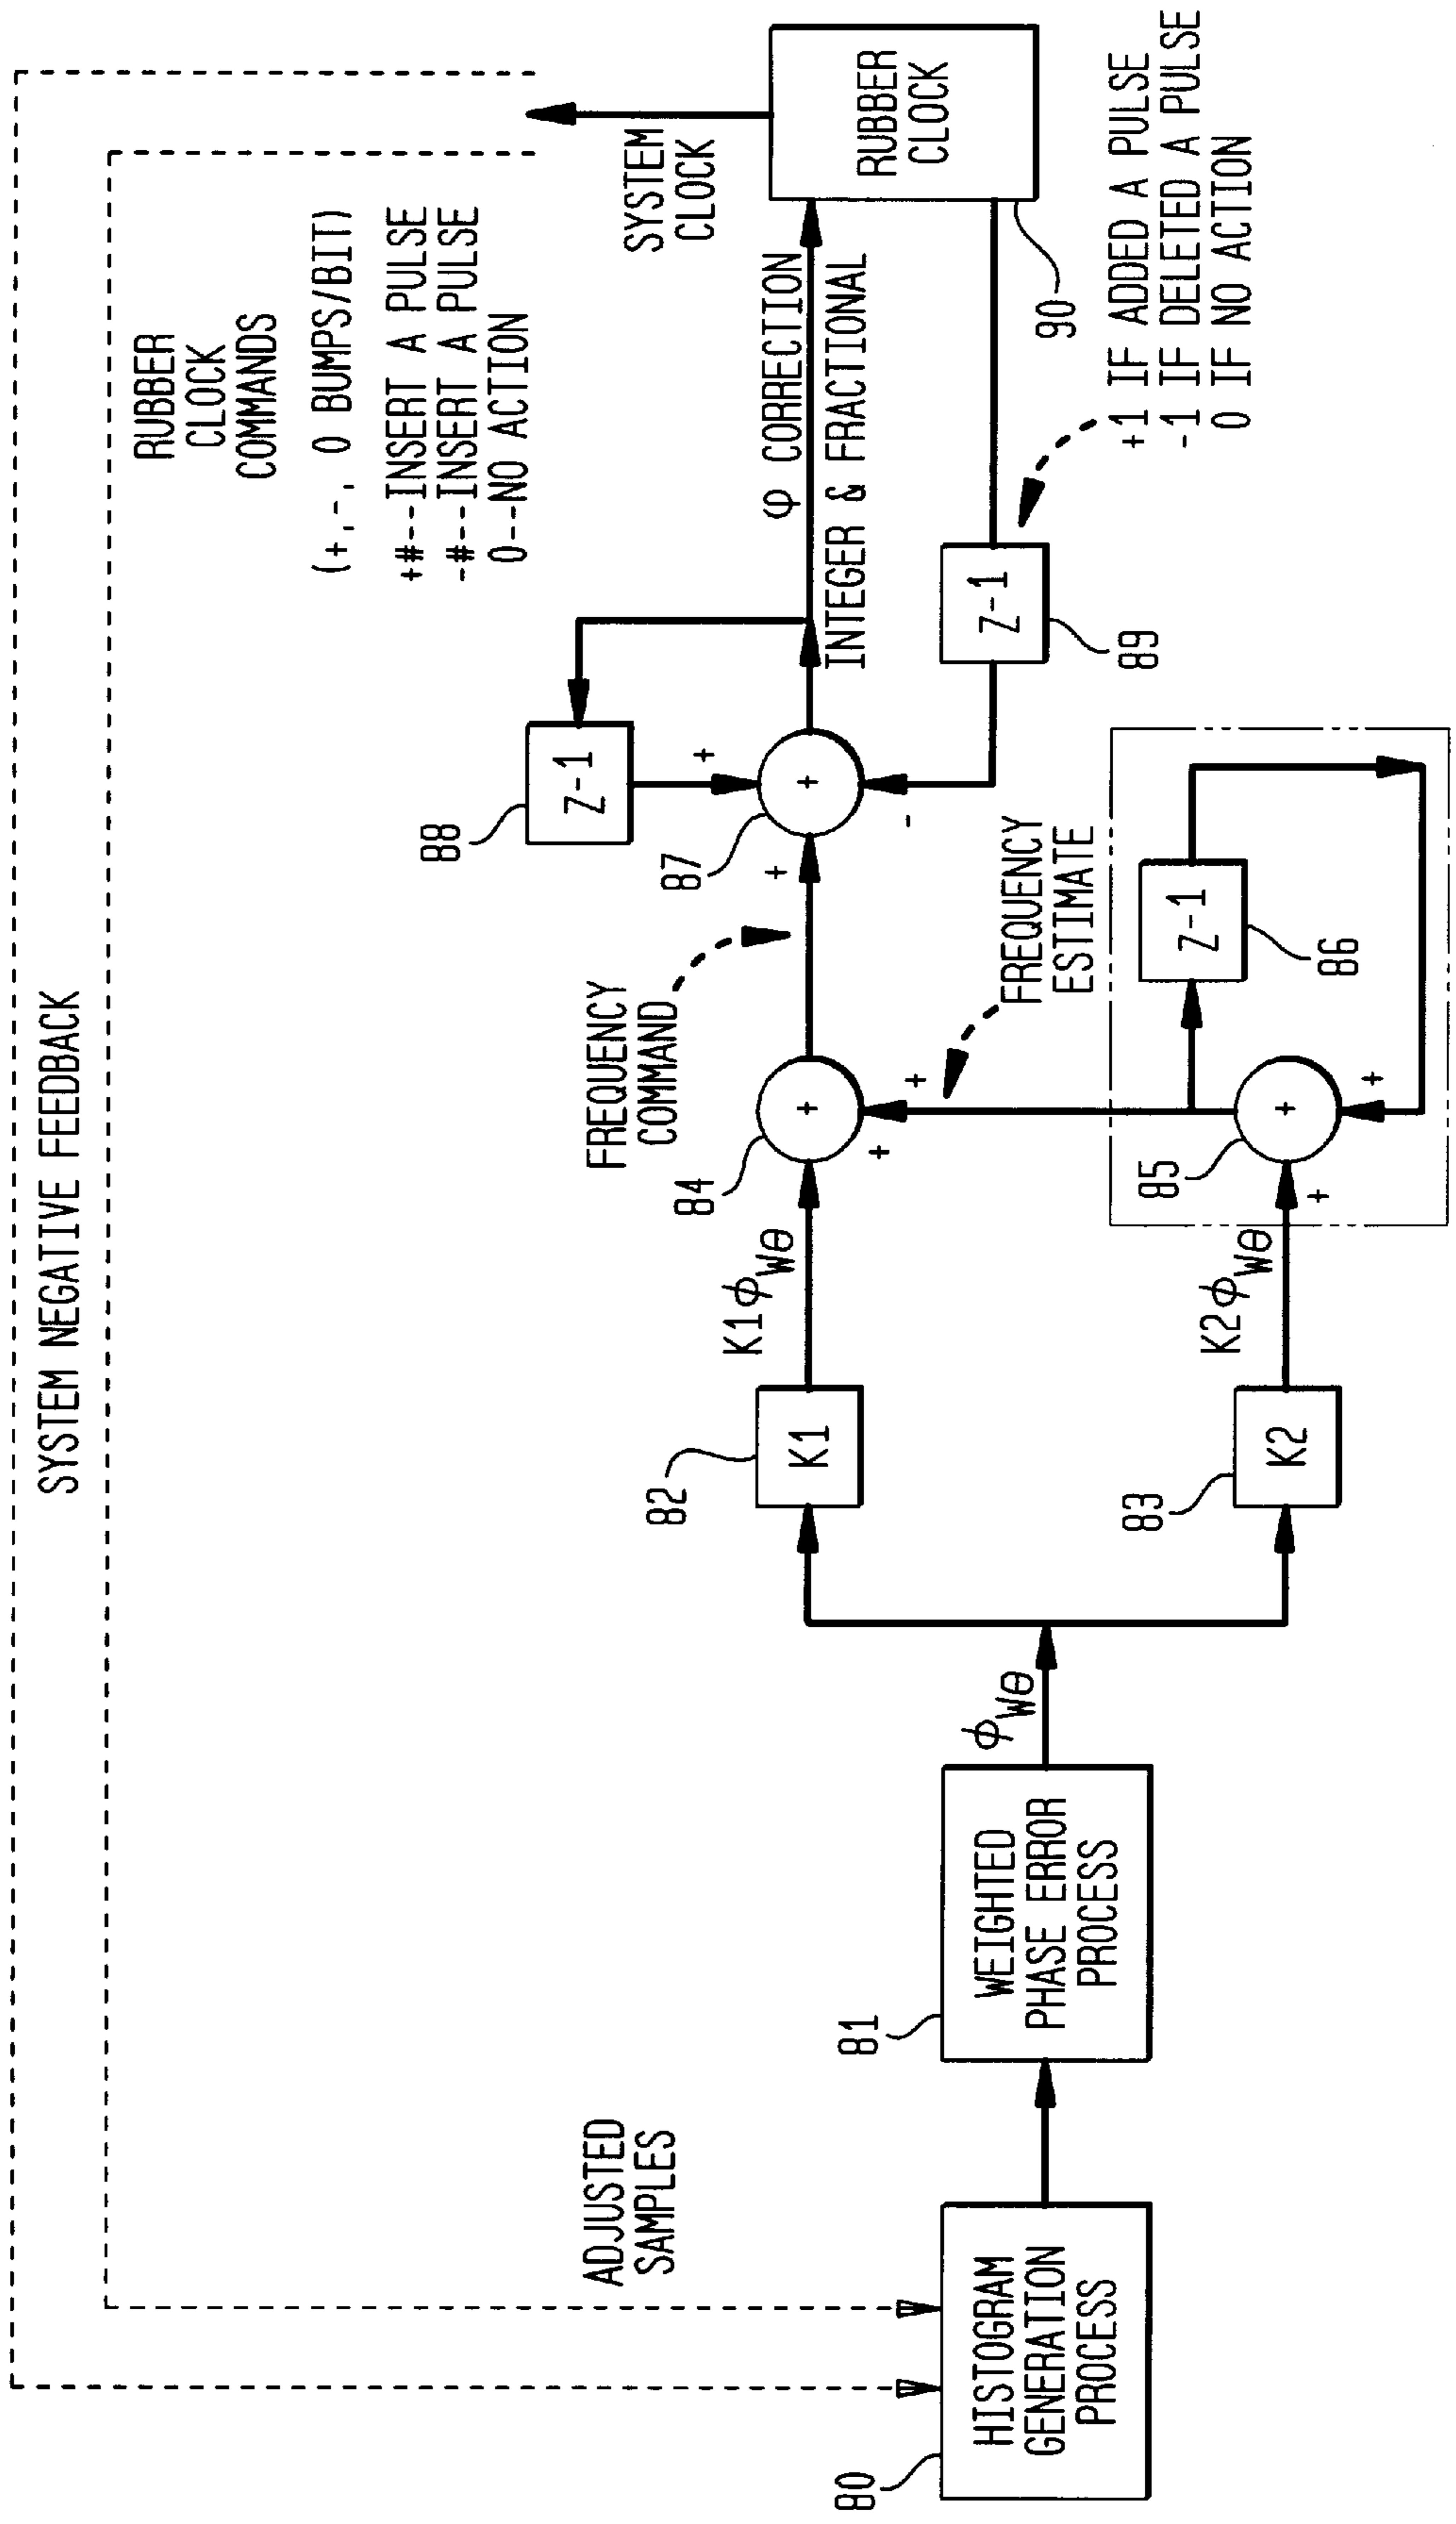 SYSTEM NEGATIVE FEEDBACK
RUBBER
CLOCK
COMMANDS
(+,-, 0 BUMPS/BIT)
+#--INSERT A PULSE
-#--INSERT A PULSE
0--NO ACTION
ADJUSTED
SAMPLES
SYSTEM
CLOCK
88
Z-1
FREQUENCY
COMMAND
82
K1
K1ϕWθ
84
+
+
+
+
87
+
+
+
-
φ CORRECTION
INTEGER & FRACTIONAL
RUBBER
CLOCK
90
80
HISTOGRAM
GENERATION
PROCESS
81
WEIGHTED
PHASE ERROR
PROCESS
ϕWθ
FREQUENCY
ESTIMATE
Z-1
89
+1 IF ADDED A PULSE
-1 IF DELETED A PULSE
0 IF NO ACTION
83
K2
K2ϕWθ
85
+
+
+
Z-1
86